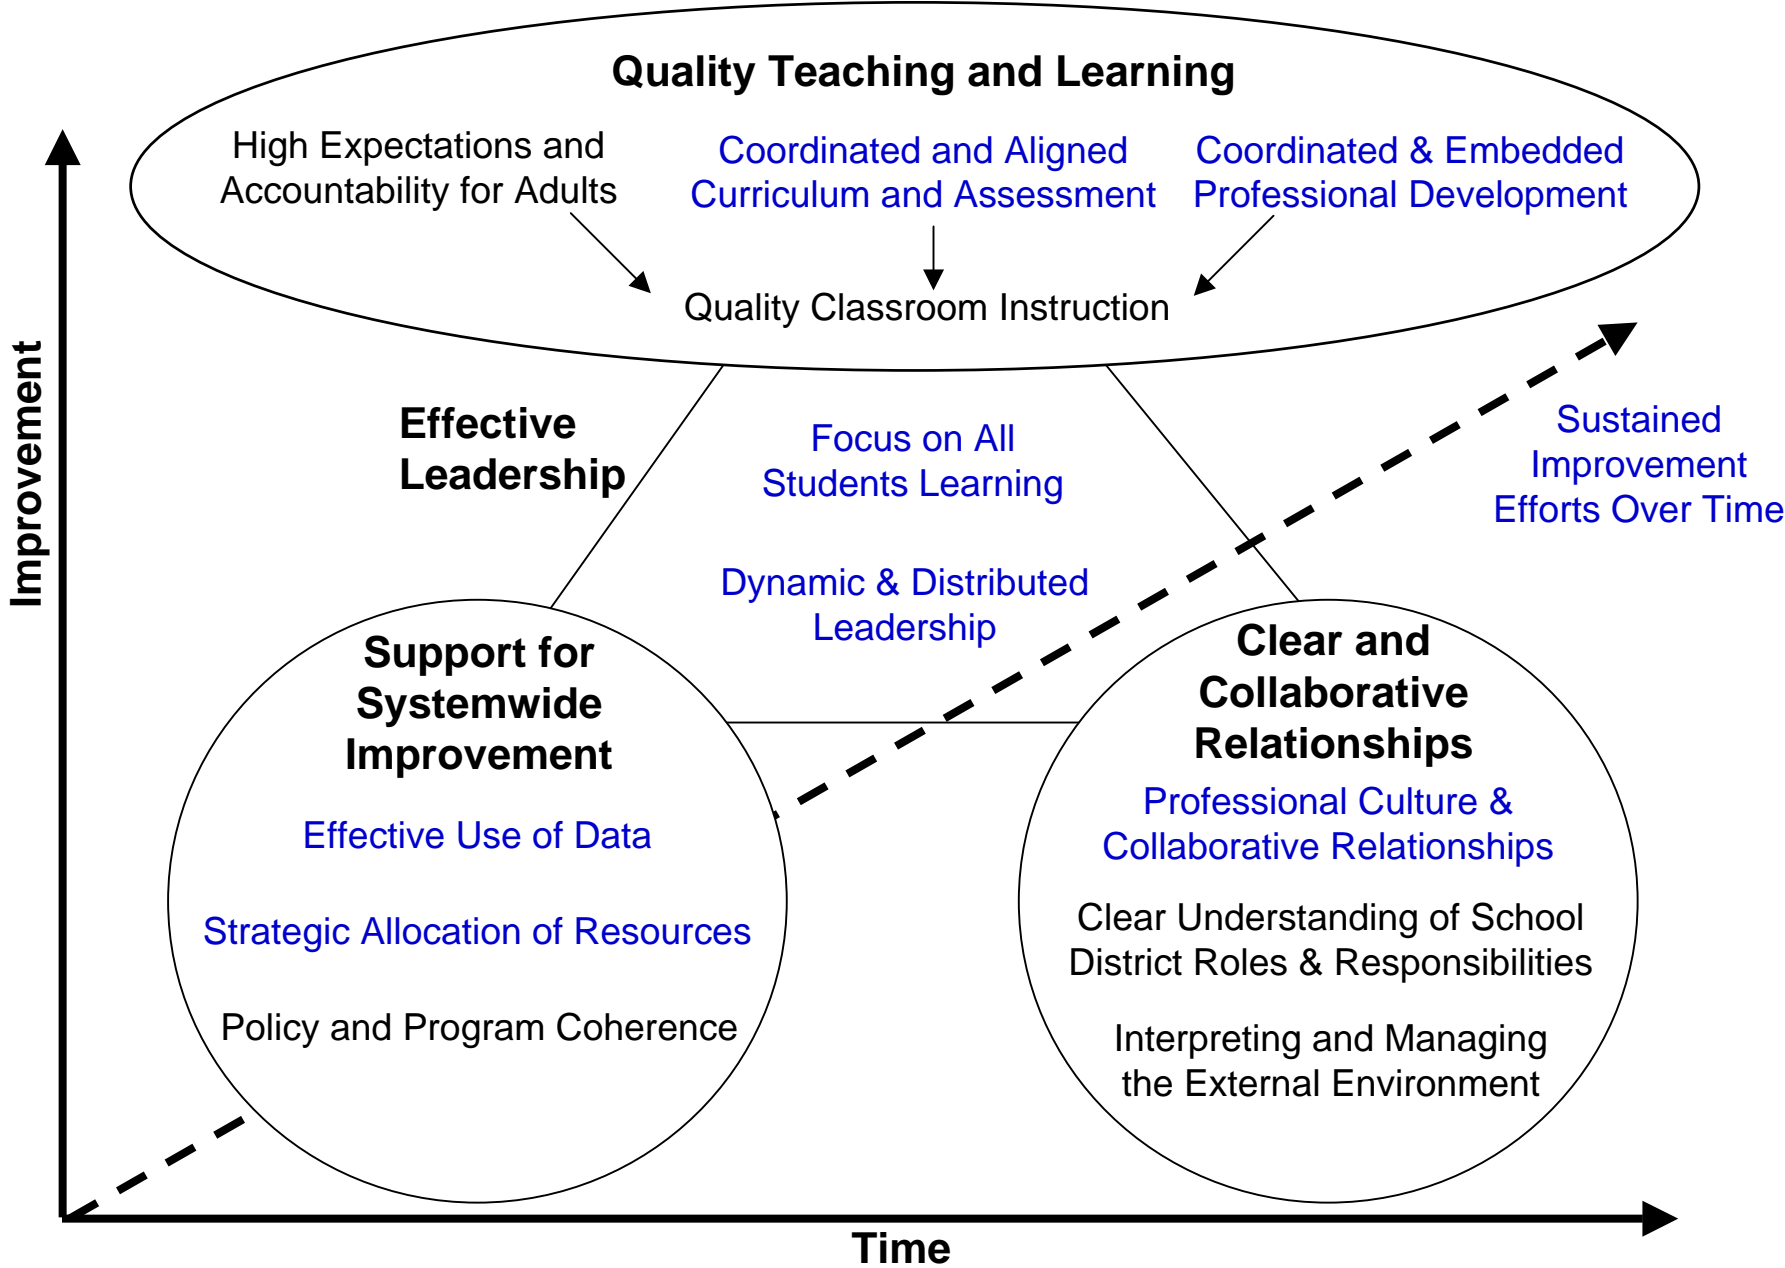 Quality Teaching and Learning
High Expectations and
Accountability for Adults
Coordinated and Aligned
Curriculum and Assessment
Coordinated & Embedded
Professional Development
Quality Classroom Instruction
Improvement
Effective
Leadership
Focus on All
Students Learning
Dynamic & Distributed
Leadership
Sustained
Improvement
Efforts Over Time
Support for
Systemwide
Improvement
Effective Use of Data
Strategic Allocation of Resources
Policy and Program Coherence
Clear and
Collaborative
Relationships
Professional Culture &
Collaborative Relationships
Clear Understanding of School
District Roles & Responsibilities
Interpreting and Managing
the External Environment
Time